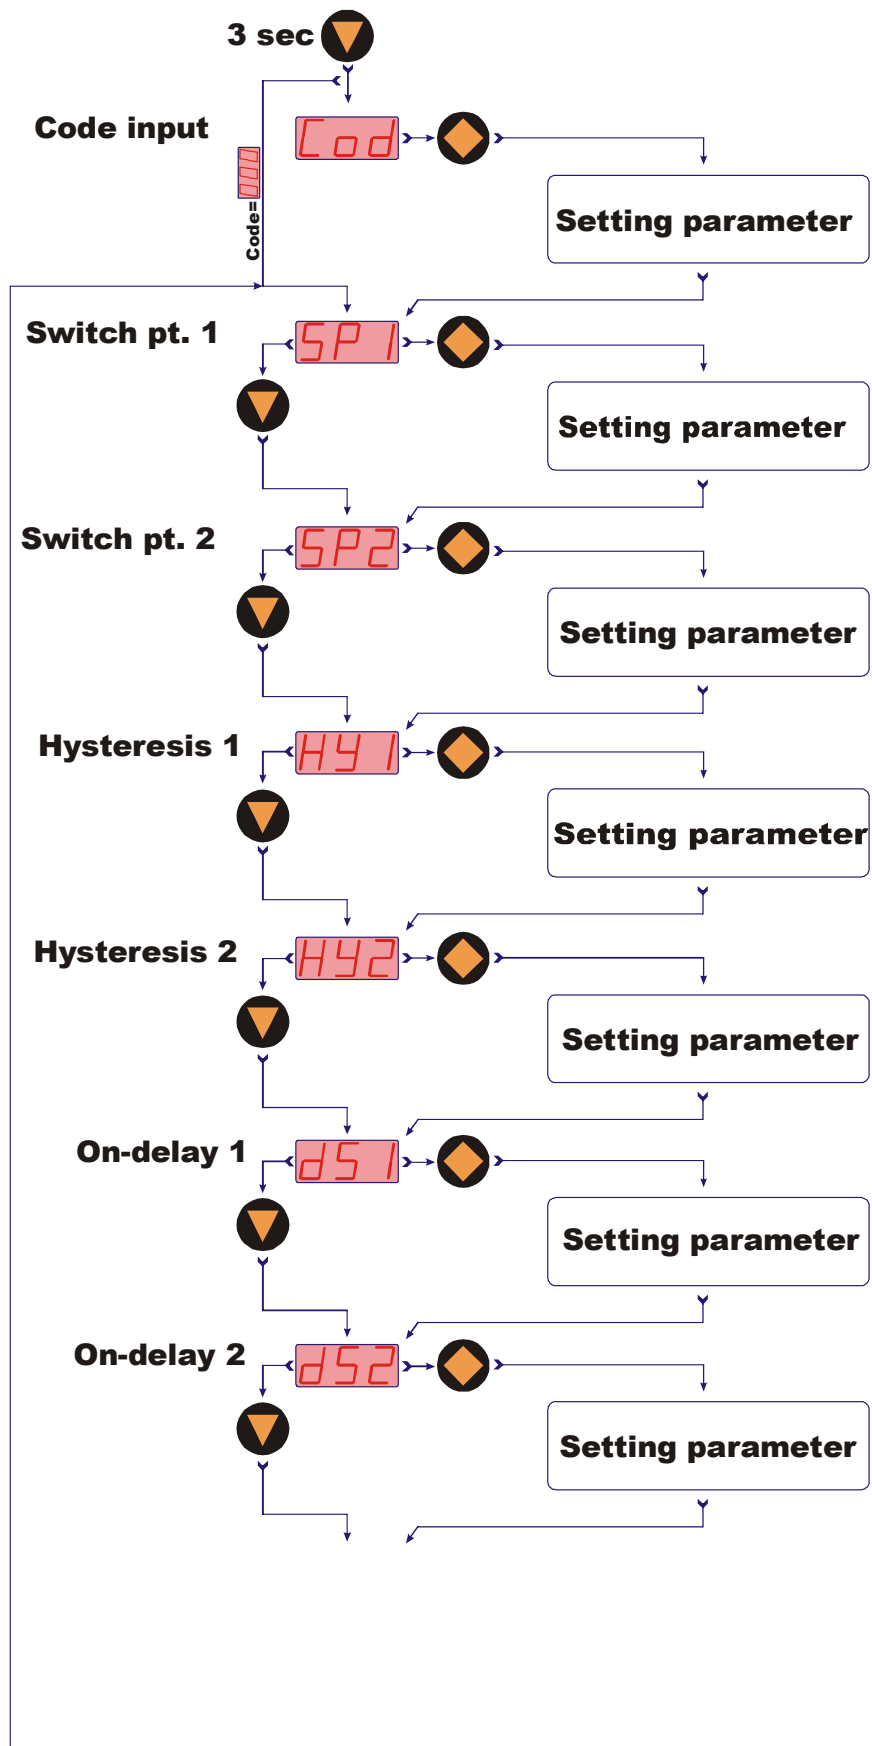 3 sec
Code input
Cod
Code=000
Setting parameter
Switch pt. 1
SP1
Setting parameter
Switch pt. 2
SP2
Setting parameter
Hysteresis 1
HY1
Setting parameter
Hysteresis 2
HY2
Setting parameter
On-delay 1
dS1
Setting parameter
On-delay 2
dS2
Setting parameter